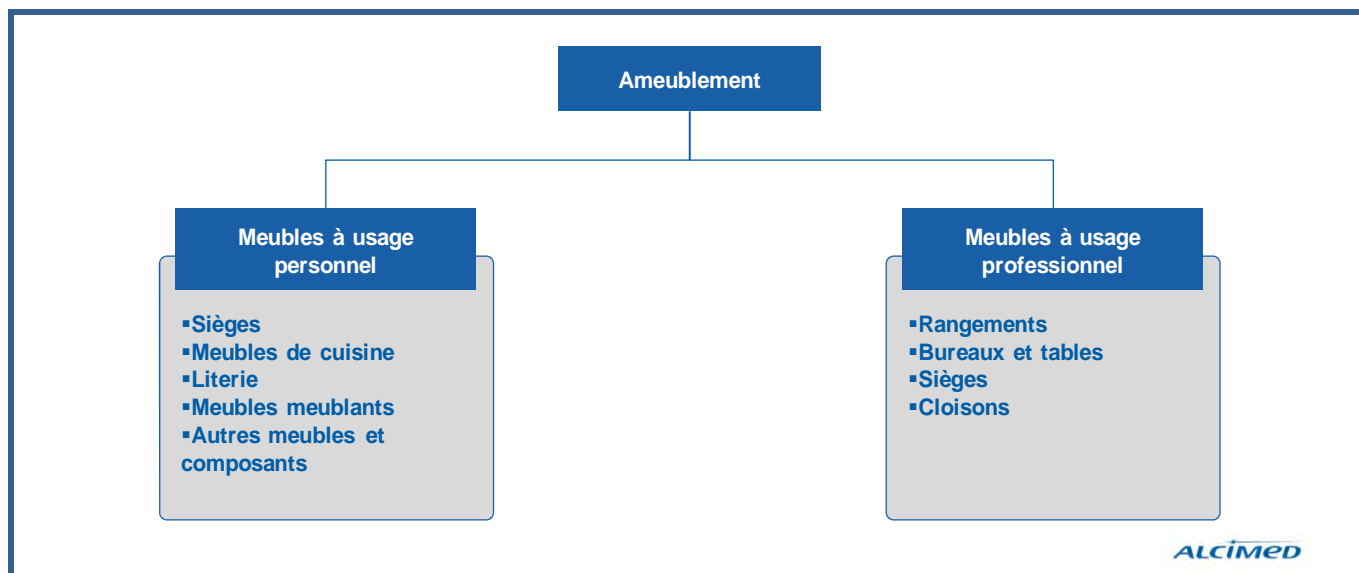 Ameublement
Meubles à usage
personnel
▪Sièges
▪Meubles de cuisine
▪Literie
▪Meubles meublants
▪Autres meubles et
composants
Meubles à usage
professionnel
▪Rangements
▪Bureaux et tables
▪Sièges
▪Cloisons
ALCIMED